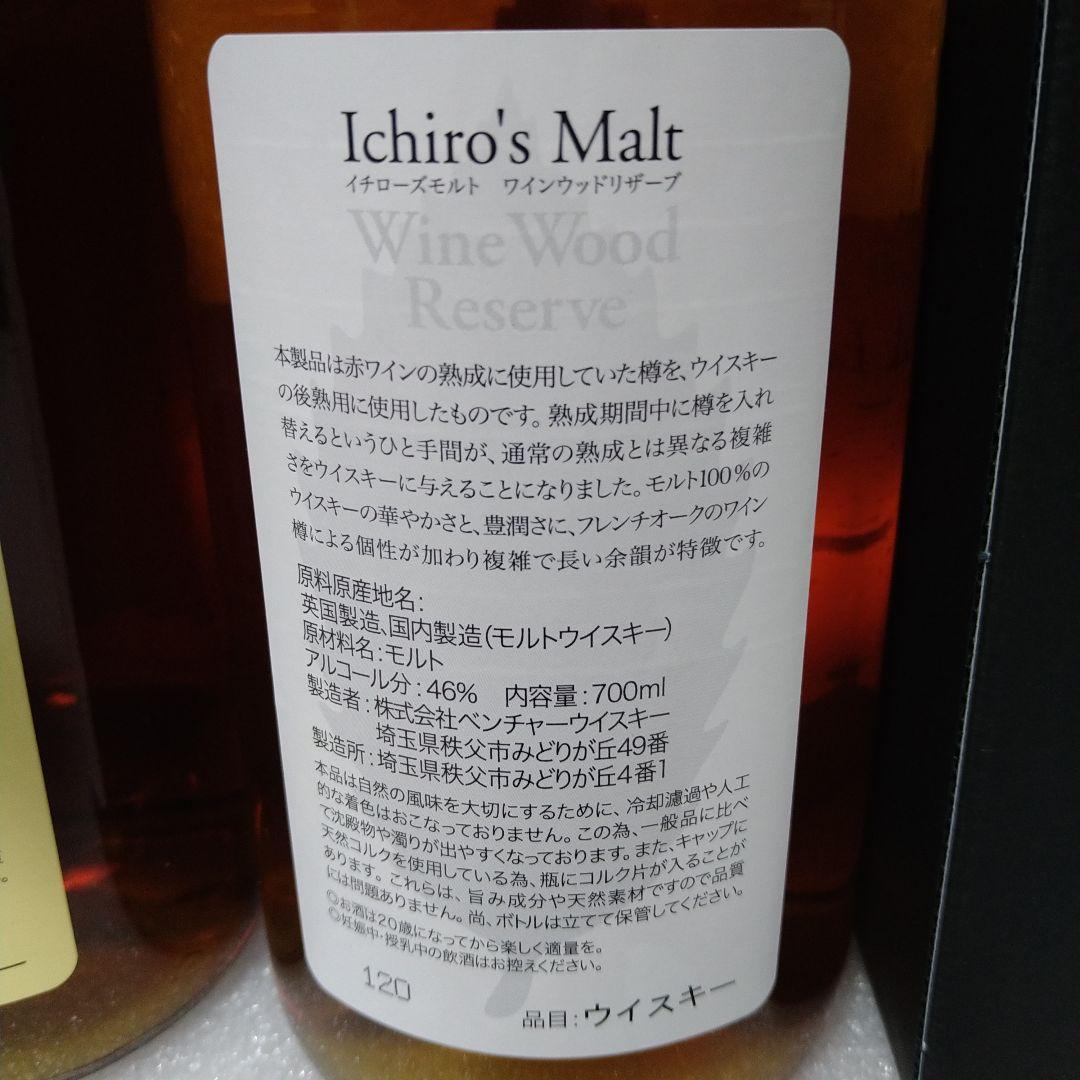 Ichiro's Malt
イチローズモルト　ワインウッドリザーブ
Wine Wood
Reserve
本製品は赤ワインの熟成に使用していた樽を、ウイスキー
の後熟用に使用したものです。熟成期間中に樽を入れ
替えるというひと手間が、通常の熟成とは異なる複雑
さをウイスキーに与えることになりました。モルト100％の
ウイスキーの華やかさと、豊潤さに、フレンチオークのワイン
樽による個性が加わり複雑で長い余韻が特徴です。
原料原産地名：
英国製造、国内製造（モルトウイスキー）
原材料名：モルト
アルコール分：46%　内容量：700ml
製造者：株式会社ベンチャーウイスキー
埼玉県秩父市みどりが丘49番
製造所：埼玉県秩父市みどりが丘4番1
本品は自然の風味を大切にするために、冷却濾過や人工
的な着色はおこなっておりません。この為、一般品に比べ
て沈殿物や濁りが出やすくなっております。また、キャップに
天然コルクを使用している為、瓶にコルク片が入ることが
あります。これらは、旨み成分や天然素材ですので品質
には問題ありません。尚、ボトルは立てて保管してください。
◎お酒は20歳になってから楽しく適量を。
◎妊娠中・授乳中の飲酒はお控えください。
120
品目：ウイスキー